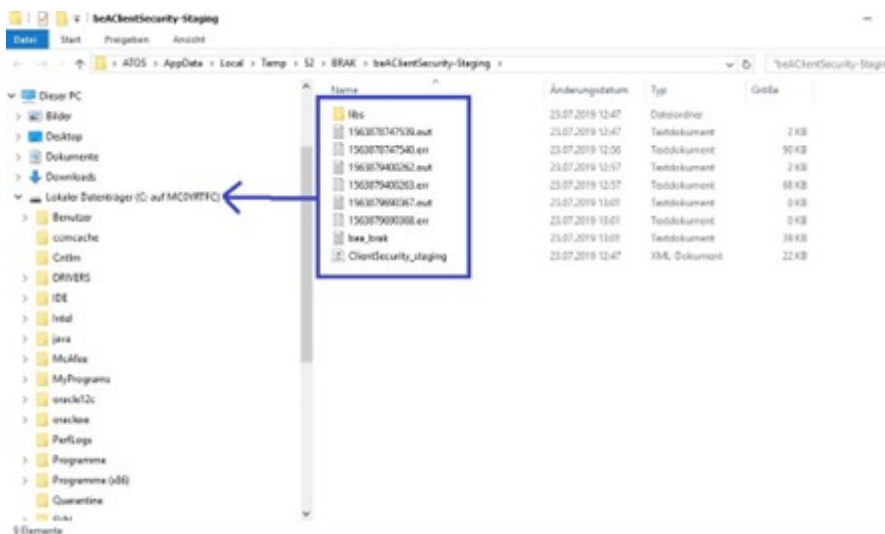 beAClientSecurity-Staging
Datei Start Freigeben Ansicht
ATOS > AppData > Local > Temp > S2 > BRAK > beAClientSecurity-Staging >
Name Änderungsdatum Typ Größe
Dieser PC
Bilder
Desktop
Dokumente
Downloads
Lokaler Datenträger (C: auf MCDYRTFC)
Benutzer
comcache
Cntlm
DRIVERS
IDE
Intel
java
McAfee
MyPrograms
oracle12c
PerfLogs
Programme
Programme (x86)
Quarantine
SVN
9 Elemente
libs 23.07.2019 12:47 Dateiordner
1563878747539.out 23.07.2019 12:47 Textdokument 2 KB
1563878747540.err 23.07.2019 12:56 Textdokument 90 KB
1563879400262.out 23.07.2019 12:57 Textdokument 2 KB
1563879400263.err 23.07.2019 12:57 Textdokument 68 KB
1563879690367.out 23.07.2019 13:01 Textdokument 0 KB
1563879690368.err 23.07.2019 13:01 Textdokument 0 KB
bea_brak 23.07.2019 13:01 Textdokument 39 KB
ClientSecurity_staging 23.07.2019 12:47 XML-Dokument 22 KB